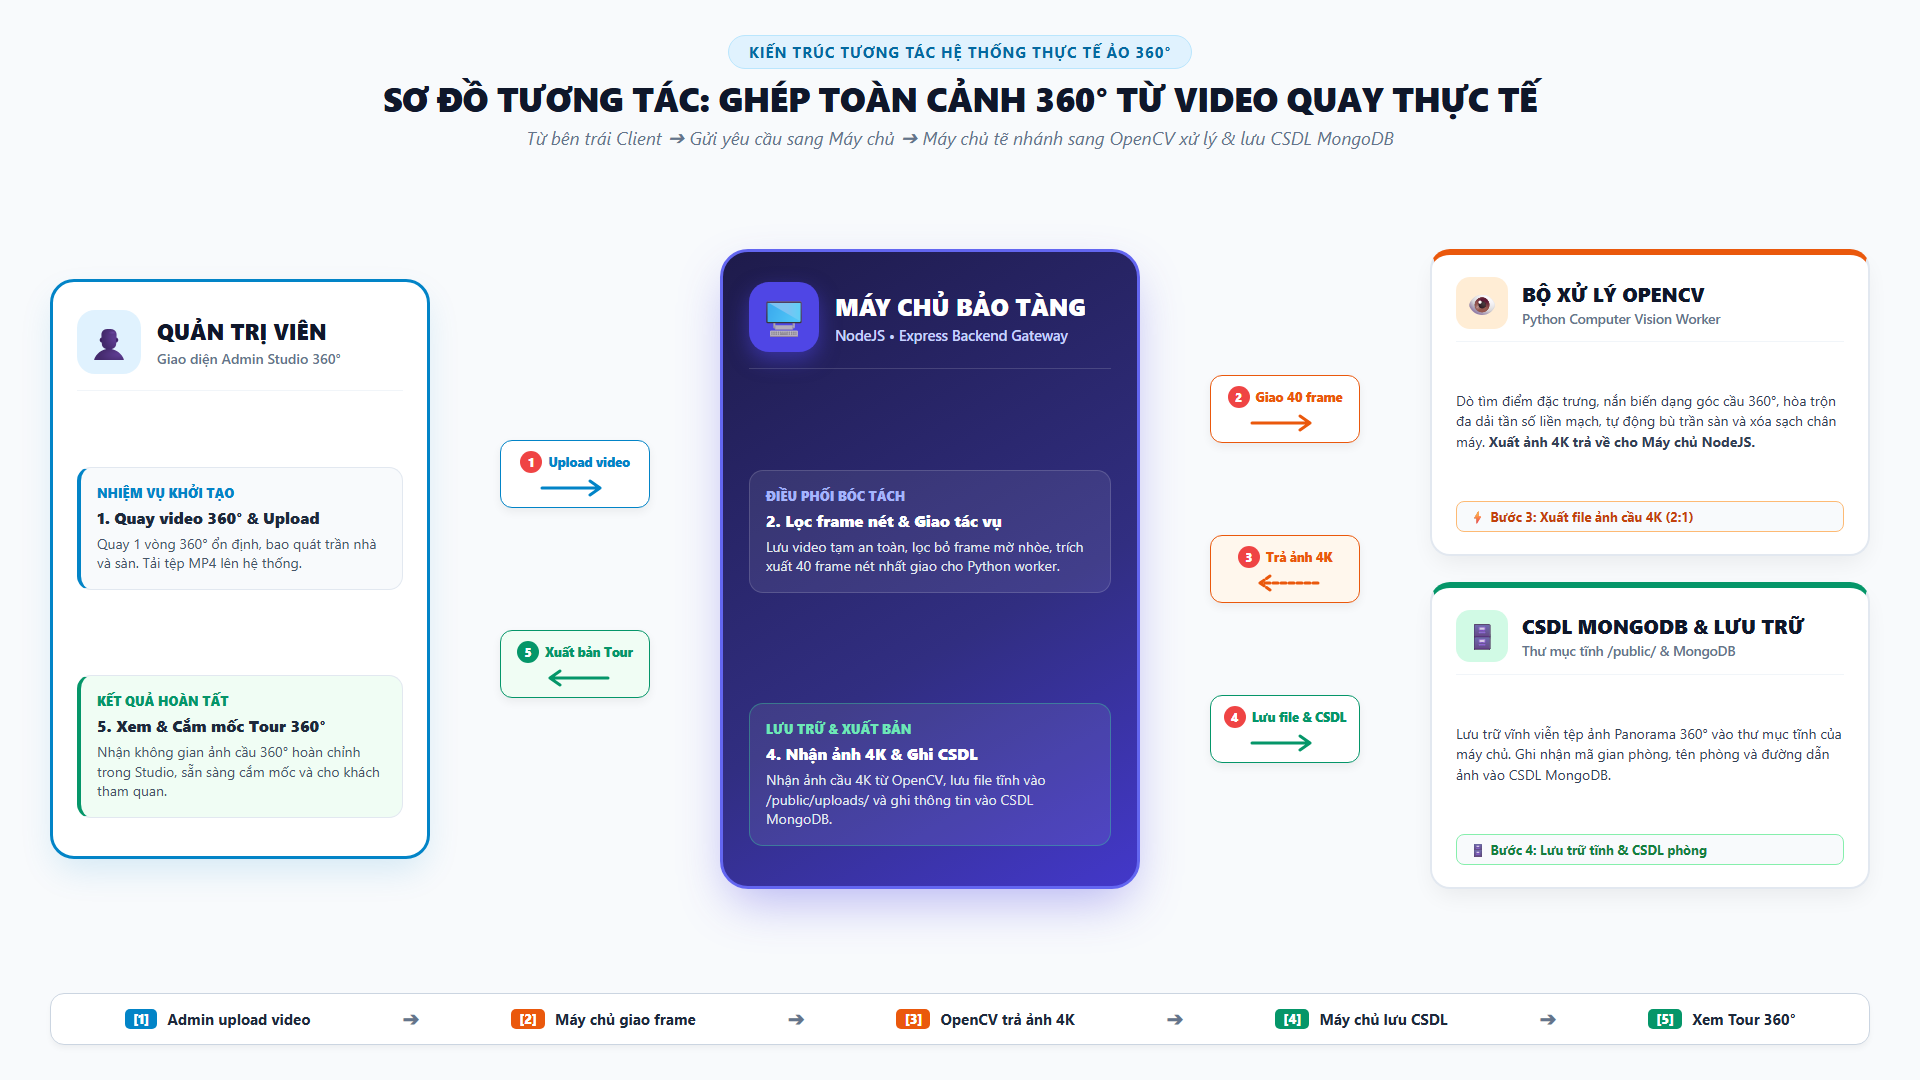 KIẾN TRÚC TƯƠNG TÁC HỆ THỐNG THỰC TẾ ẢO 360°
SƠ ĐỒ TƯƠNG TÁC: GHÉP TOÀN CẢNH 360° TỪ VIDEO QUAY THỰC TẾ
Từ bên trái Client ➔ Gửi yêu cầu sang Máy chủ ➔ Máy chủ tẽ nhánh sang OpenCV xử lý & lưu CSDL MongoDB
QUẢN TRỊ VIÊN
Giao diện Admin Studio 360°
NHIỆM VỤ KHỞI TẠO
1. Quay video 360° & Upload
Quay 1 vòng 360° ổn định, bao quát trần nhà
và sàn. Tải tệp MP4 lên hệ thống.
KẾT QUẢ HOÀN TẤT
5. Xem & Cắm mốc Tour 360°
Nhận không gian ảnh cầu 360° hoàn chỉnh
trong Studio, sẵn sàng cắm mốc và cho khách
tham quan.
1 Upload video
5 Xuất bản Tour
MÁY CHỦ BẢO TÀNG
NodeJS • Express Backend Gateway
ĐIỀU PHỐI BÓC TÁCH
2. Lọc frame nét & Giao tác vụ
Lưu video tạm an toàn, lọc bỏ frame mờ nhòe, trích
xuất 40 frame nét nhất giao cho Python worker.
LƯU TRỮ & XUẤT BẢN
4. Nhận ảnh 4K & Ghi CSDL
Nhận ảnh cầu 4K từ OpenCV, lưu file tĩnh vào
/public/uploads/ và ghi thông tin vào CSDL
MongoDB.
2 Giao 40 frame
3 Trả ảnh 4K
4 Lưu file & CSDL
BỘ XỬ LÝ OPENCV
Python Computer Vision Worker
Dò tìm điểm đặc trưng, nắn biến dạng góc cầu 360°, hòa trộn
đa dải tần số liền mạch, tự động bù trần sàn và xóa sạch chân
máy. Xuất ảnh 4K trả về cho Máy chủ NodeJS.
Bước 3: Xuất file ảnh cầu 4K (2:1)
CSDL MONGODB & LƯU TRỮ
Thư mục tĩnh /public/ & MongoDB
Lưu trữ vĩnh viễn tệp ảnh Panorama 360° vào thư mục tĩnh của
máy chủ. Ghi nhận mã gian phòng, tên phòng và đường dẫn
ảnh vào CSDL MongoDB.
Bước 4: Lưu trữ tĩnh & CSDL phòng
[1] Admin upload video ➔ [2] Máy chủ giao frame ➔ [3] OpenCV trả ảnh 4K ➔ [4] Máy chủ lưu CSDL ➔ [5] Xem Tour 360°